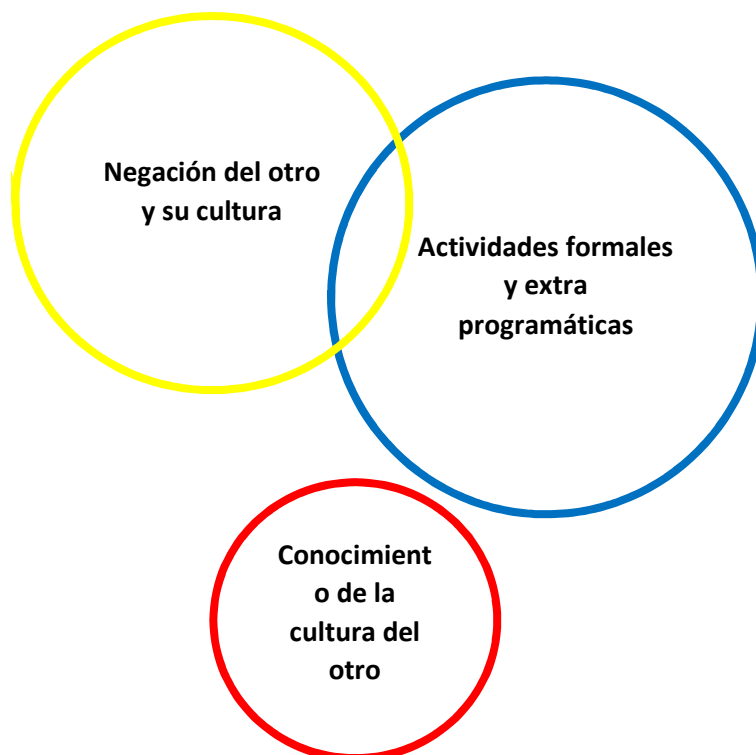 Negación del otro
y su cultura
Actividades formales
y extra
programáticas
Conocimient
o de la
cultura del
otro